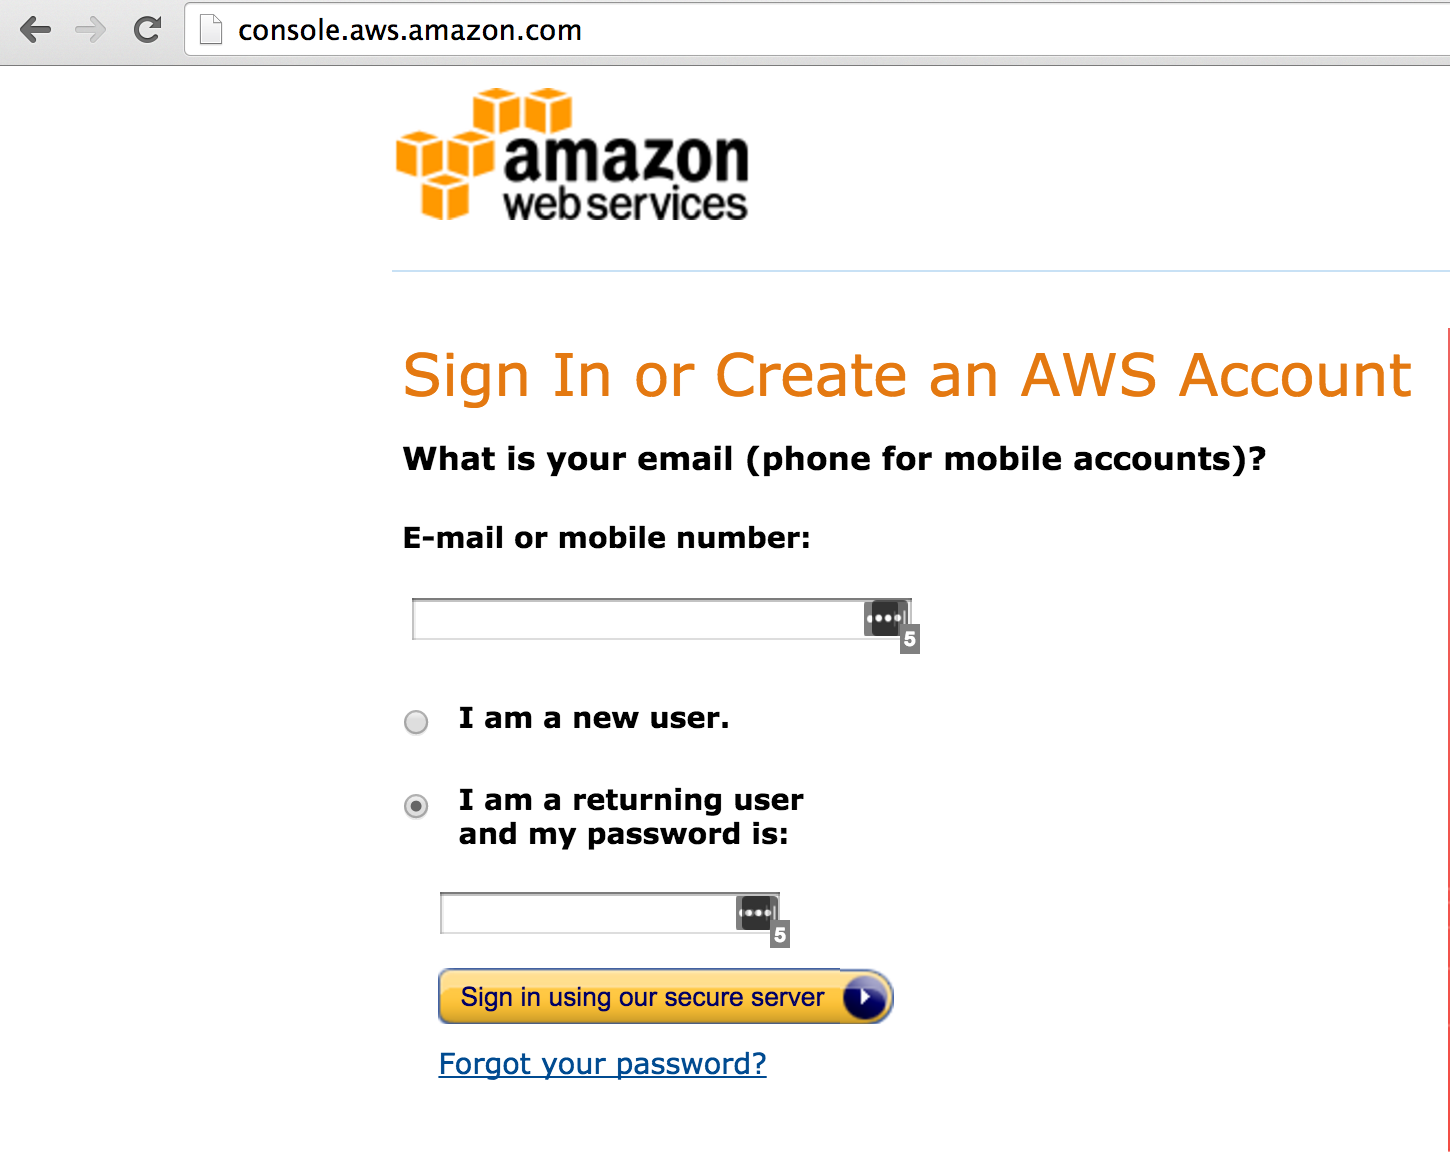 console.aws.amazon.com
amazon
web services
Sign In or Create an AWS Account
What is your email (phone for mobile accounts)?
E-mail or mobile number:
5
I am a new user.
I am a returning user
and my password is:
5
Sign in using our secure server
Forgot your password?